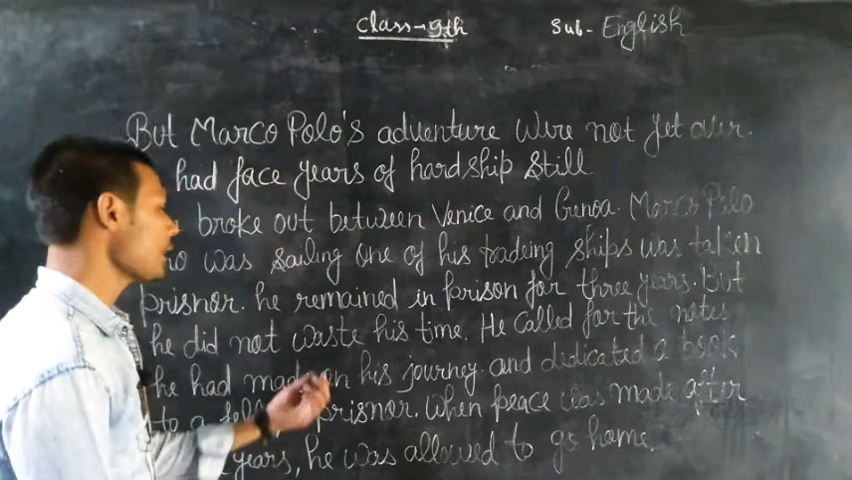 Class-9th Sub- English
But Marco Polo's adventure were not yet over.
had face years of hardship still
broke out between Venice and Genoa. Marco Polo
was sailing one of his tradeing ships was taken
prisnor. he remained in prison for three years. But
he did not waste his time. He called for the notes
he had made on his journey and dedicated a book
to a prisnor. When peace was made after
years, he was allowed to go home.